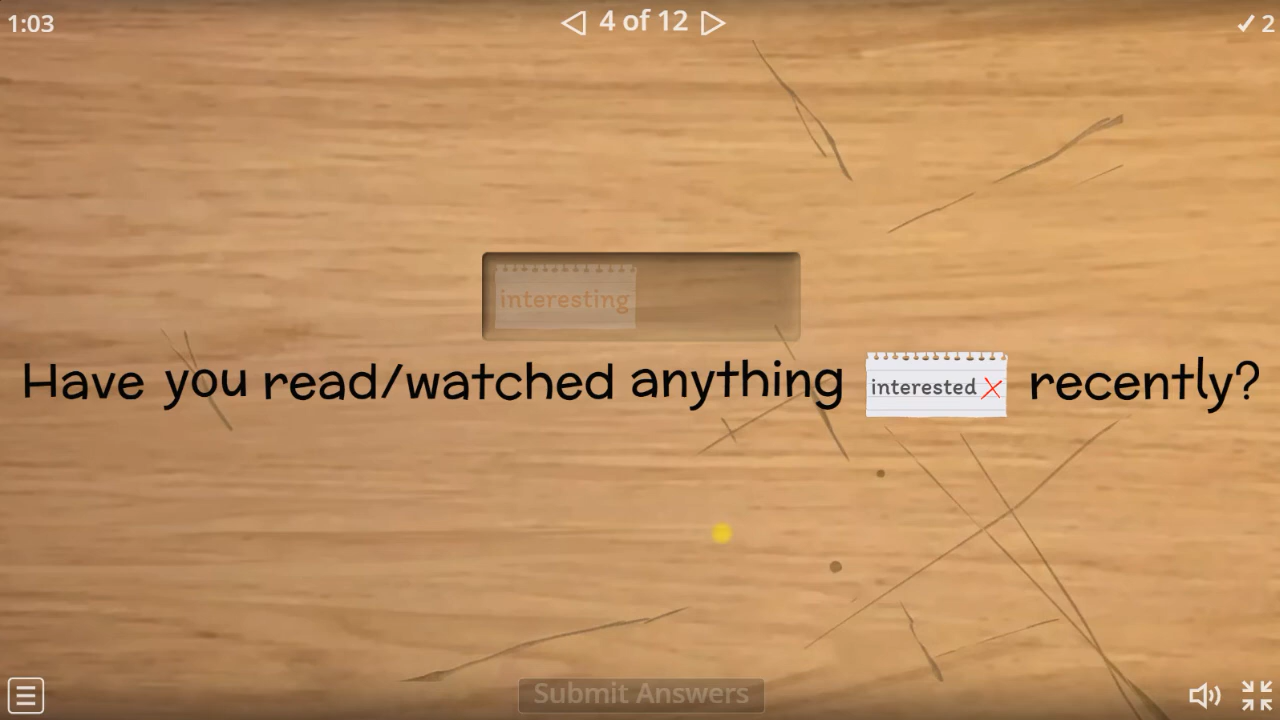 1:03
4 of 12
✓ 2
interesting
Have you read/watched anything interested ✗ recently?
Submit Answers